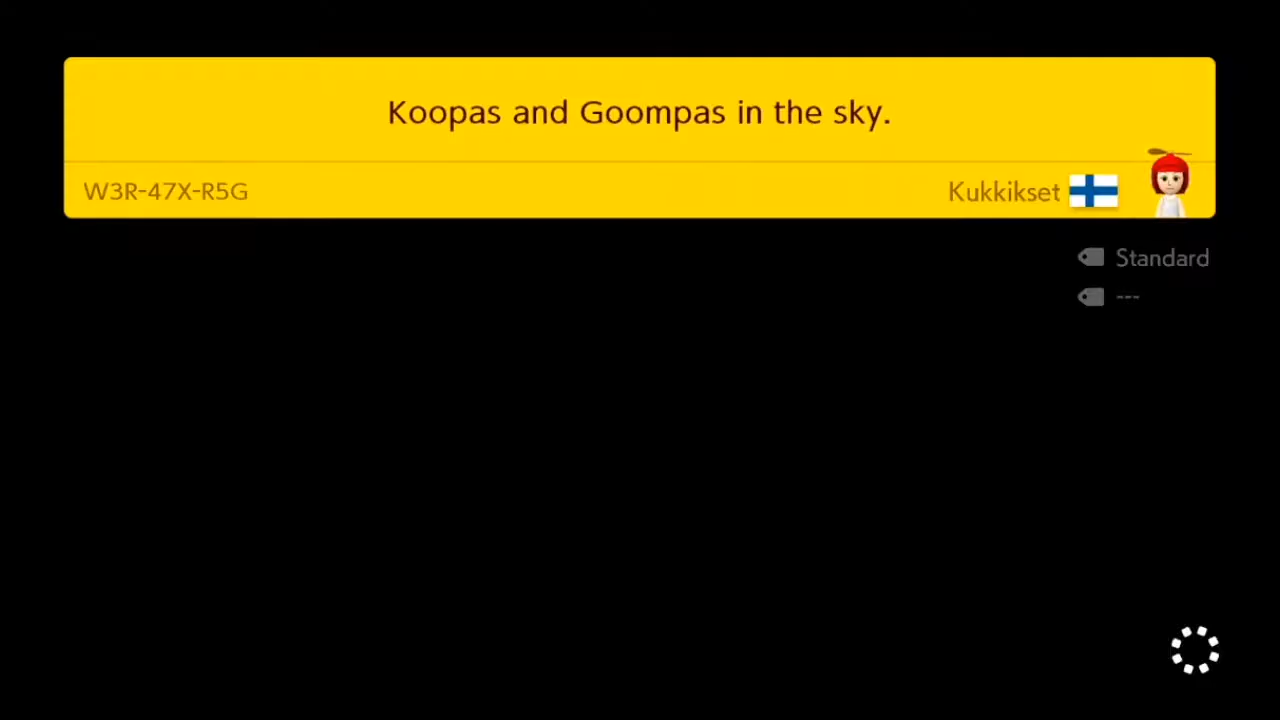 Koopas and Goompas in the sky.
W3R-47X-R5G
Kukkikset
Standard
---